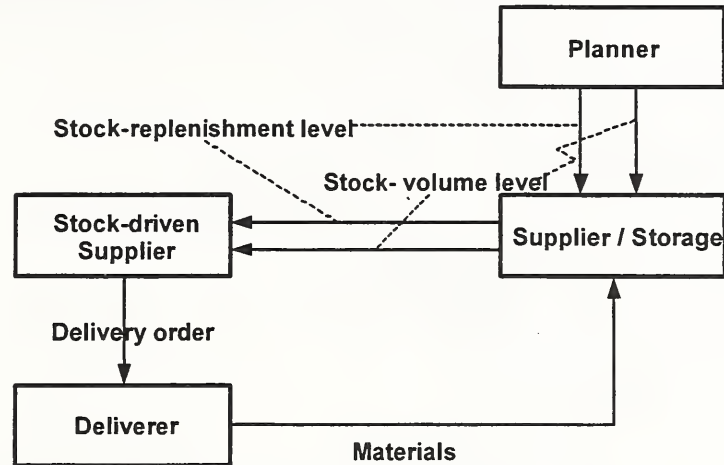 Planner
Stock-replenishment level
Stock- volume level
Stock-driven
Supplier
Supplier / Storage
Delivery order
Deliverer
Materials